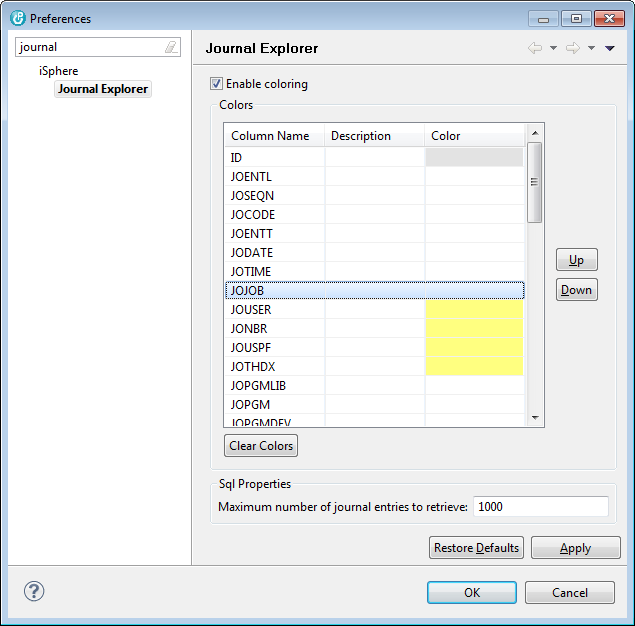 Preferences
journal
Journal Explorer
iSphere
Journal Explorer
Enable coloring
Colors
Column Name Description Color
ID
JOENTL
JOSEQN
JOCODE
JOENTT
JODATE
JOTIME
JOJOB
JOUSER
JONBR
JOUSPF
JOTHDX
JOPGMLIB
JOPGM
JOPGMDEV
Up
Down
Clear Colors
Sql Properties
Maximum number of journal entries to retrieve: 1000
Restore Defaults Apply
? OK Cancel